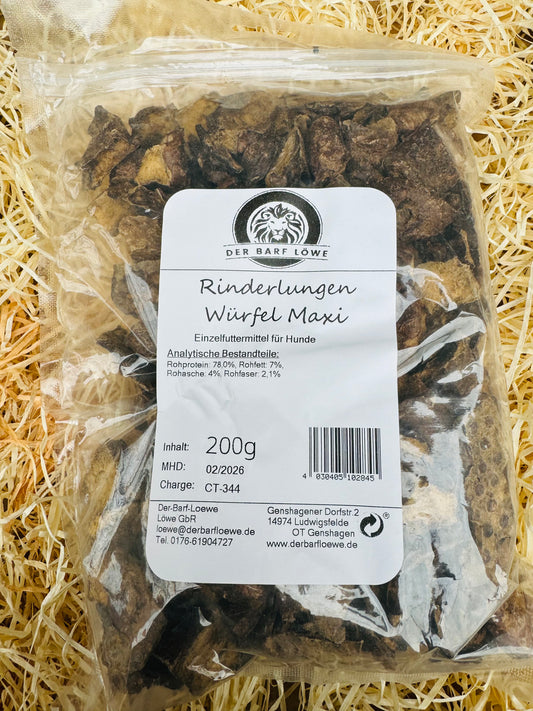 DER BARF LÖWE
Rinderlungen
Würfel Maxi
Einzelfuttermittel für Hunde
Analytische Bestandteile:
Rohprotein: 78,0%, Rohfett: 7%,
Rohasche: 4%, Rohfaser: 2,1%
Inhalt: 200g
MHD: 02/2026
Charge: CT-344
4 030405 102945
Der-Barf-Loewe
Löwe GbR
loewe@derbarfloewe.de
Tel. 0176-61904727
Genshagener Dorfstr.2
14974 Ludwigsfelde
OT Genshagen
www.derbarfloewe.de